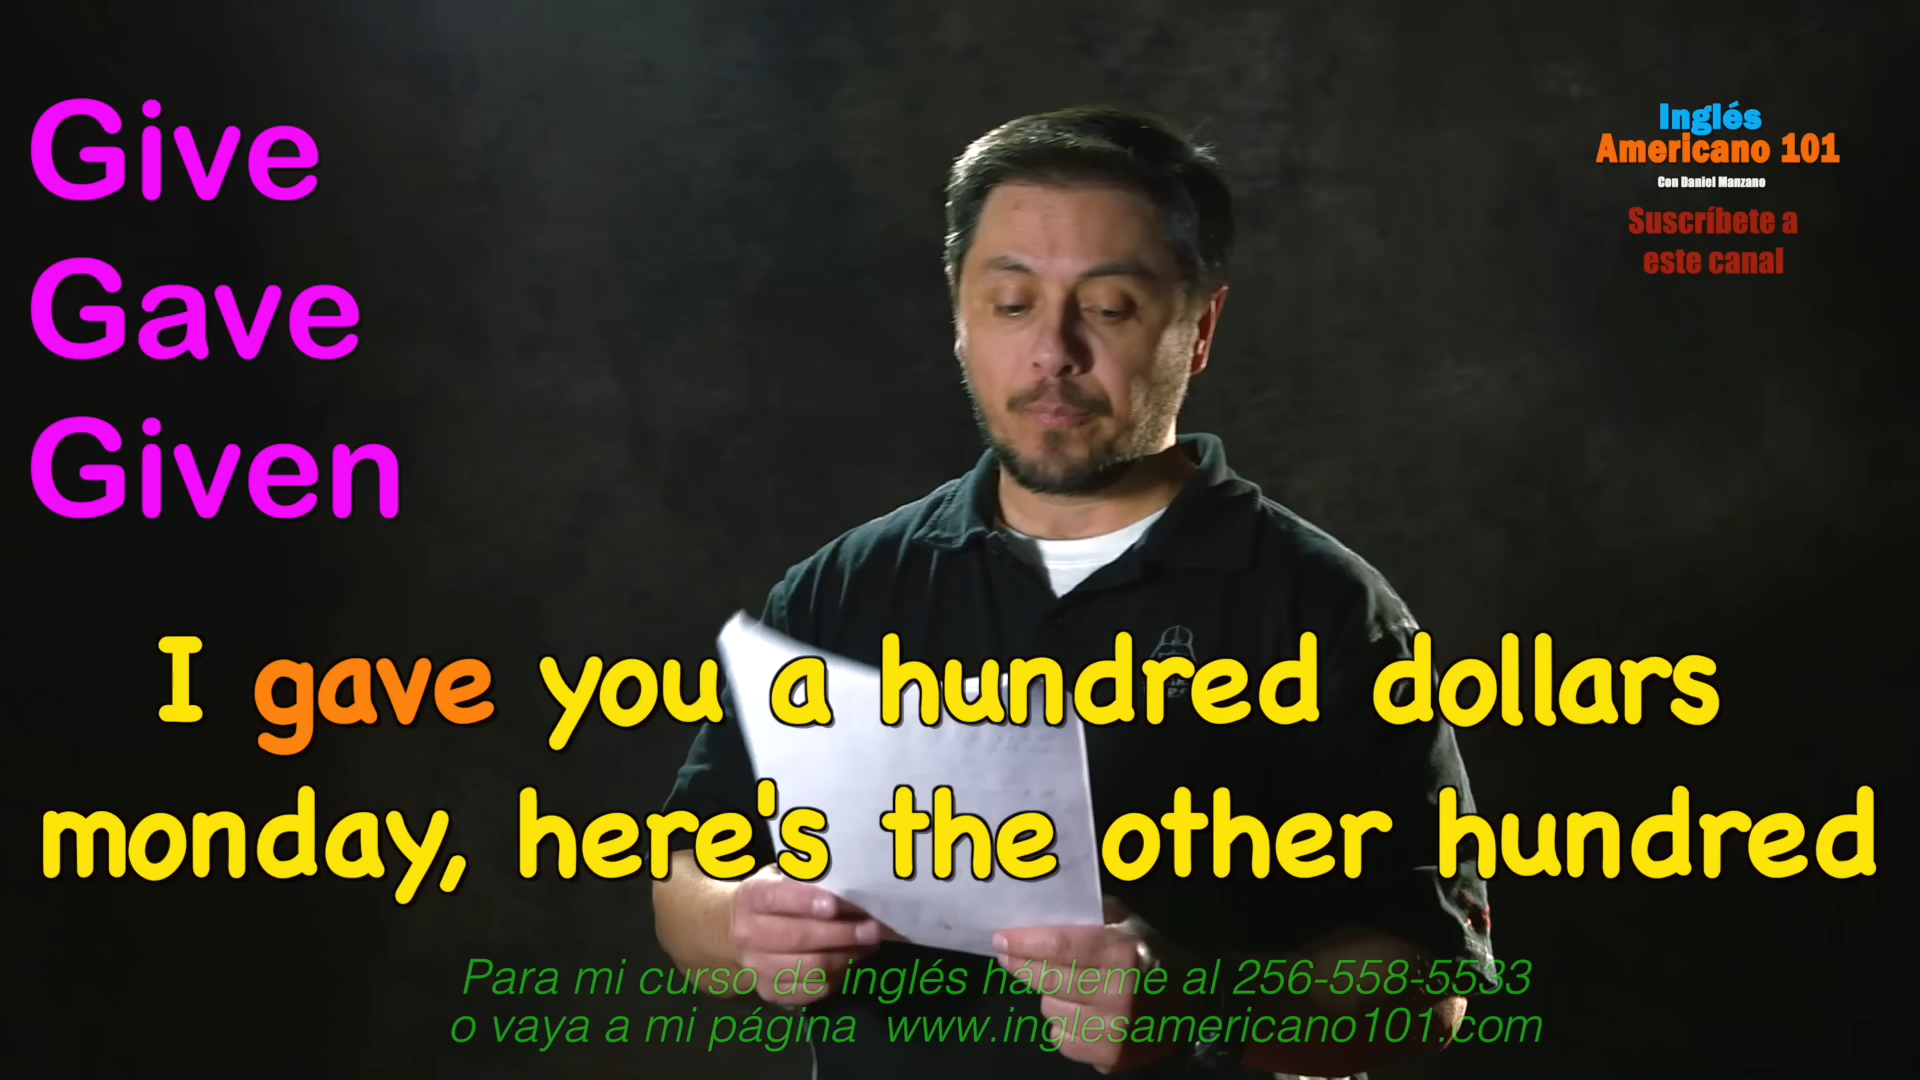 Give
Gave
Given
Inglés
Americano 101
Con Daniel Manzano
Suscríbete a
este canal
I gave you a hundred dollars
monday, here's the other hundred
Para mi curso de inglés hábleme al 256-558-5533
o vaya a mi página www.inglesamericano101.com